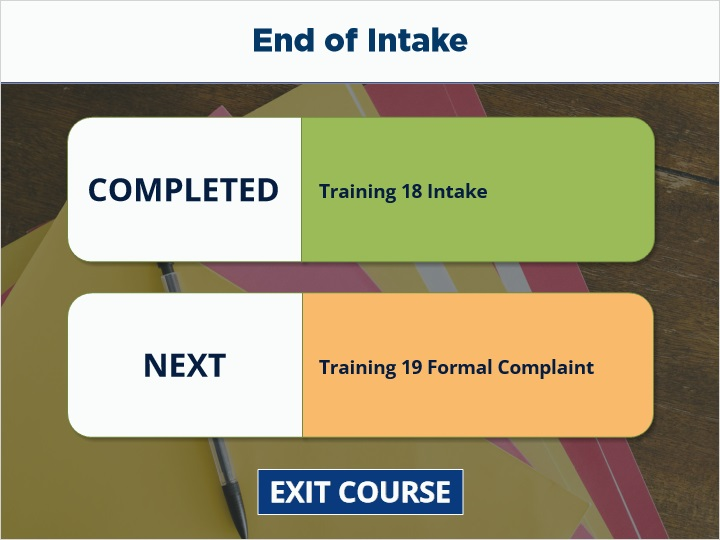 End of Intake
COMPLETED
Training 18 Intake
NEXT
Training 19 Formal Complaint
EXIT COURSE